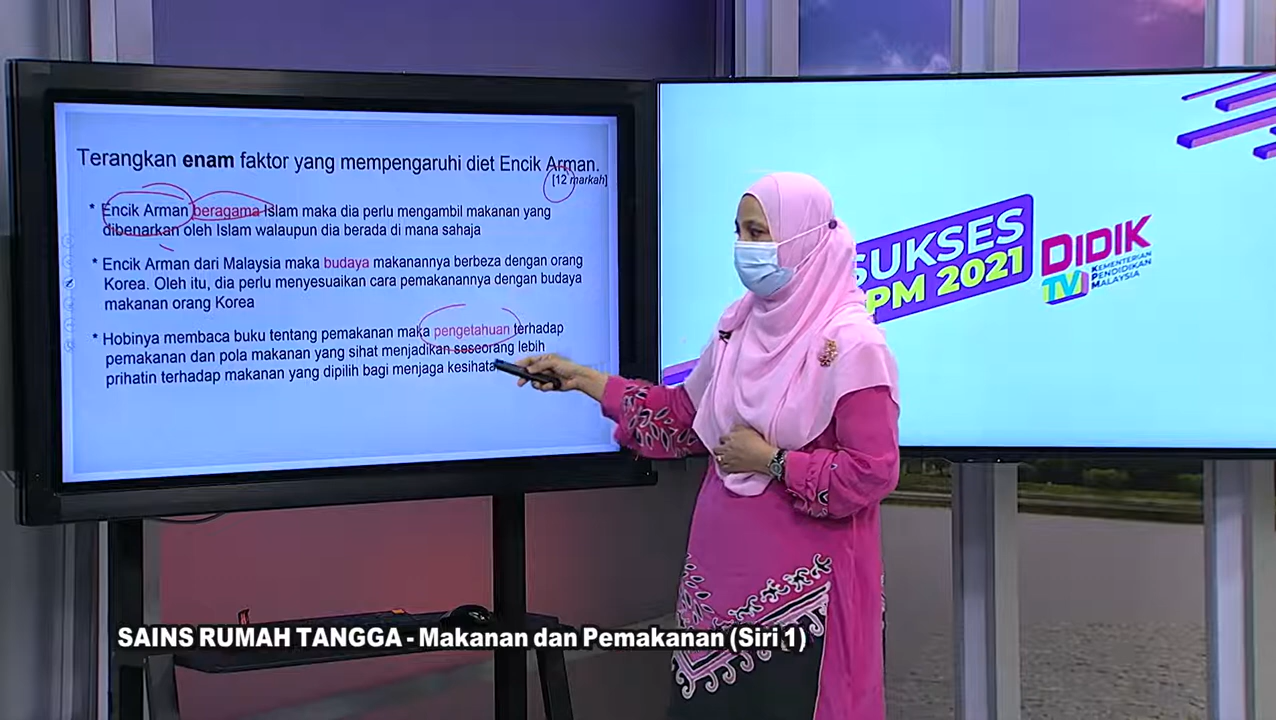 Terangkan enam faktor yang mempengaruhi diet Encik Arman.
[12 markah]
* Encik Arman beragama Islam maka dia perlu mengambil makanan yang
dibenarkan oleh Islam walaupun dia berada di mana sahaja
* Encik Arman dari Malaysia maka budaya makanannya berbeza dengan orang
Korea. Oleh itu, dia perlu menyesuaikan cara pemakanannya dengan budaya
makanan orang Korea
* Hobinya membaca buku tentang pemakanan maka pengetahuan terhadap
pemakanan dan pola makanan yang sihat menjadikan seseorang lebih
prihatin terhadap makanan yang dipilih bagi menjaga kesihata
SUKSES
PM 2021
DIDIK
TV
KEMENTERIAN
PENDIDIKAN
MALAYSIA
SAINS RUMAH TANGGA - Makanan dan Pemakanan (Siri 1)